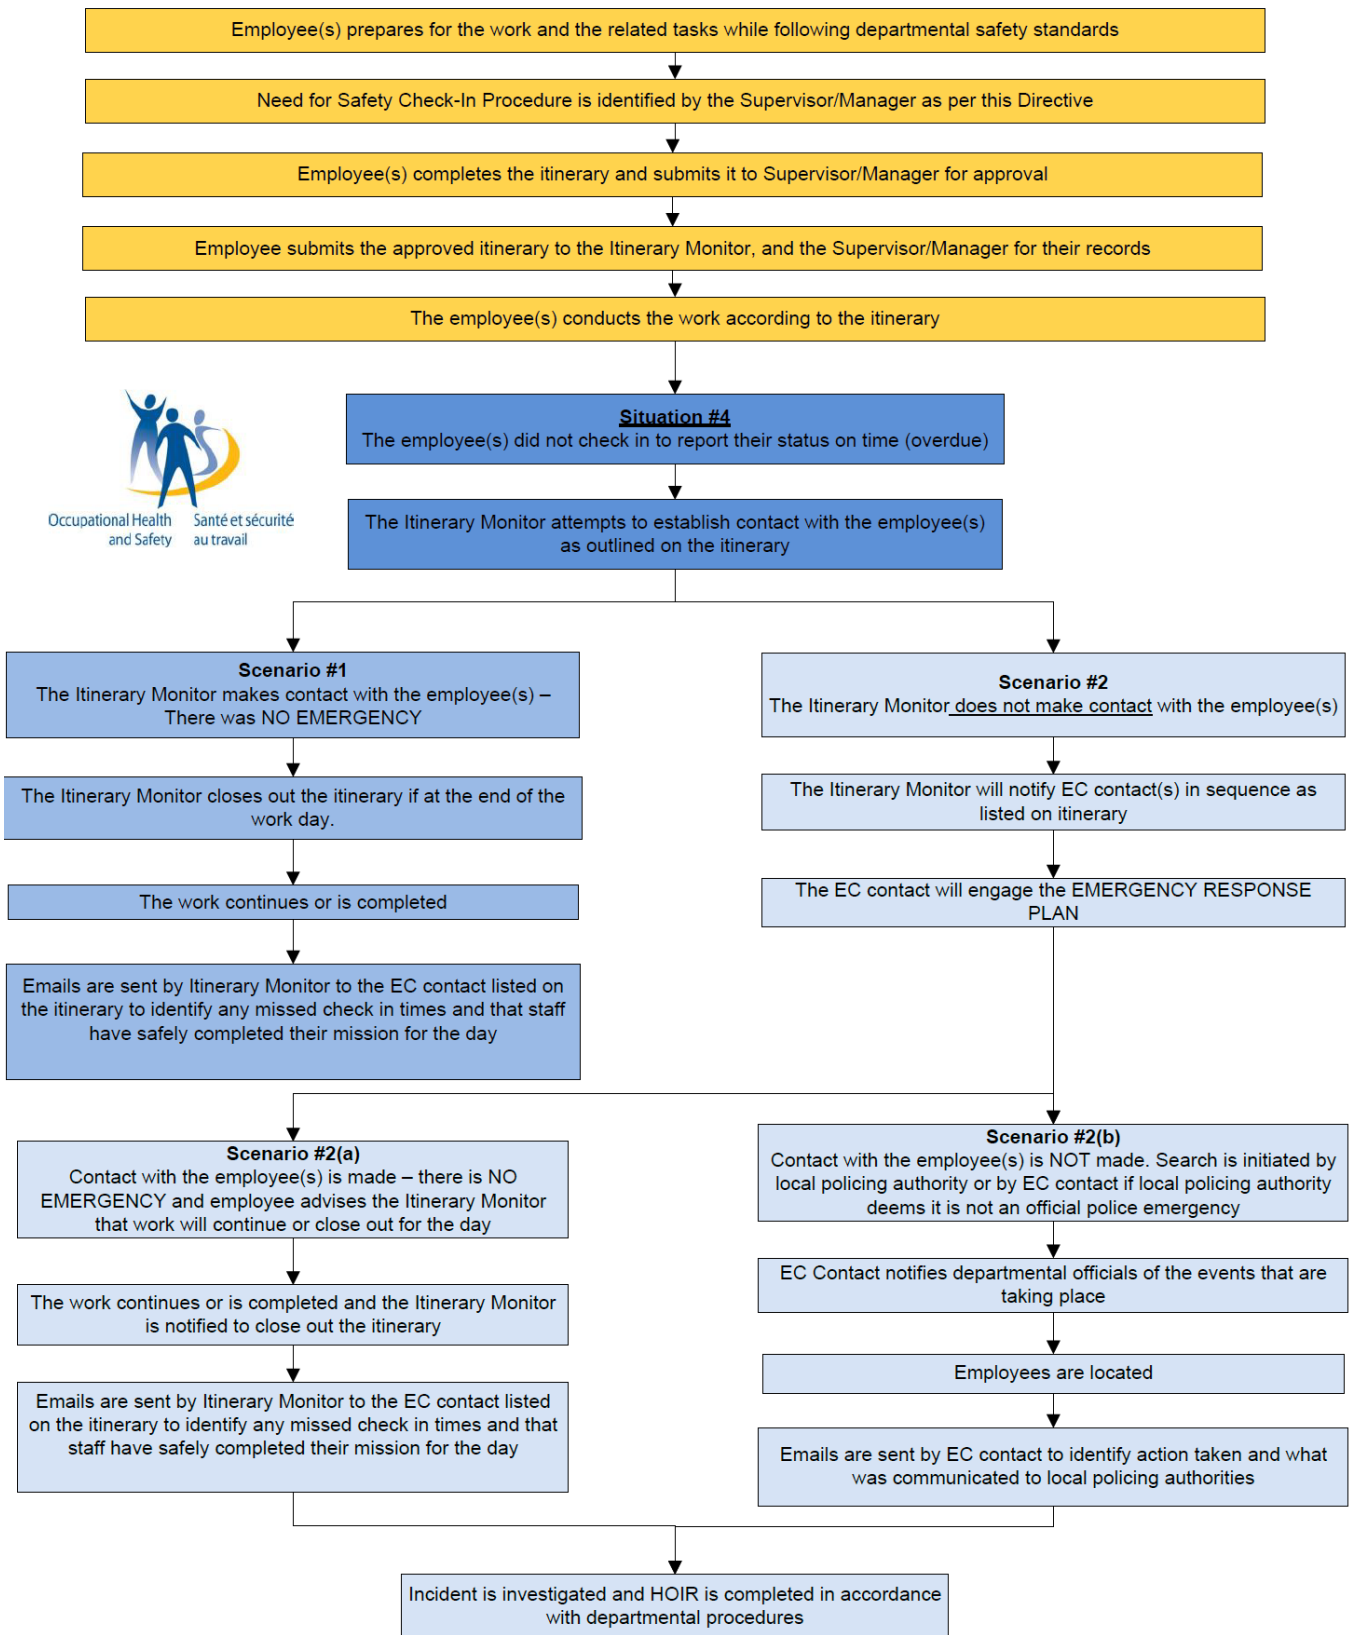 Employee(s) prepares for the work and the related tasks while following departmental safety standards
Need for Safety Check-In Procedure is identified by the Supervisor/Manager as per this Directive
Employee(s) completes the itinerary and submits it to Supervisor/Manager for approval
Employee submits the approved itinerary to the Itinerary Monitor, and the Supervisor/Manager for their records
The employee(s) conducts the work according to the itinerary
Situation #4
The employee(s) did not check in to report their status on time (overdue)
Occupational Health
and Safety
Santé et sécurité
au travail
The Itinerary Monitor attempts to establish contact with the employee(s)
as outlined on the itinerary
Scenario #1
The Itinerary Monitor makes contact with the employee(s) –
There was NO EMERGENCY
The Itinerary Monitor closes out the itinerary if at the end of the
work day.
The work continues or is completed
Emails are sent by Itinerary Monitor to the EC contact listed on
the itinerary to identify any missed check in times and that staff
have safely completed their mission for the day
Scenario #2
The Itinerary Monitor does not make contact with the employee(s)
The Itinerary Monitor will notify EC contact(s) in sequence as
listed on itinerary
The EC contact will engage the EMERGENCY RESPONSE
PLAN
Scenario #2(a)
Contact with the employee(s) is made – there is NO
EMERGENCY and employee advises the Itinerary Monitor
that work will continue or close out for the day
The work continues or is completed and the Itinerary Monitor
is notified to close out the itinerary
Emails are sent by Itinerary Monitor to the EC contact listed
on the itinerary to identify any missed check in times and that
staff have safely completed their mission for the day
Scenario #2(b)
Contact with the employee(s) is NOT made. Search is initiated by
local policing authority or by EC contact if local policing authority
deems it is not an official police emergency
EC Contact notifies departmental officials of the events that are
taking place
Employees are located
Emails are sent by EC contact to identify action taken and what
was communicated to local policing authorities
Incident is investigated and HOIR is completed in accordance
with departmental procedures